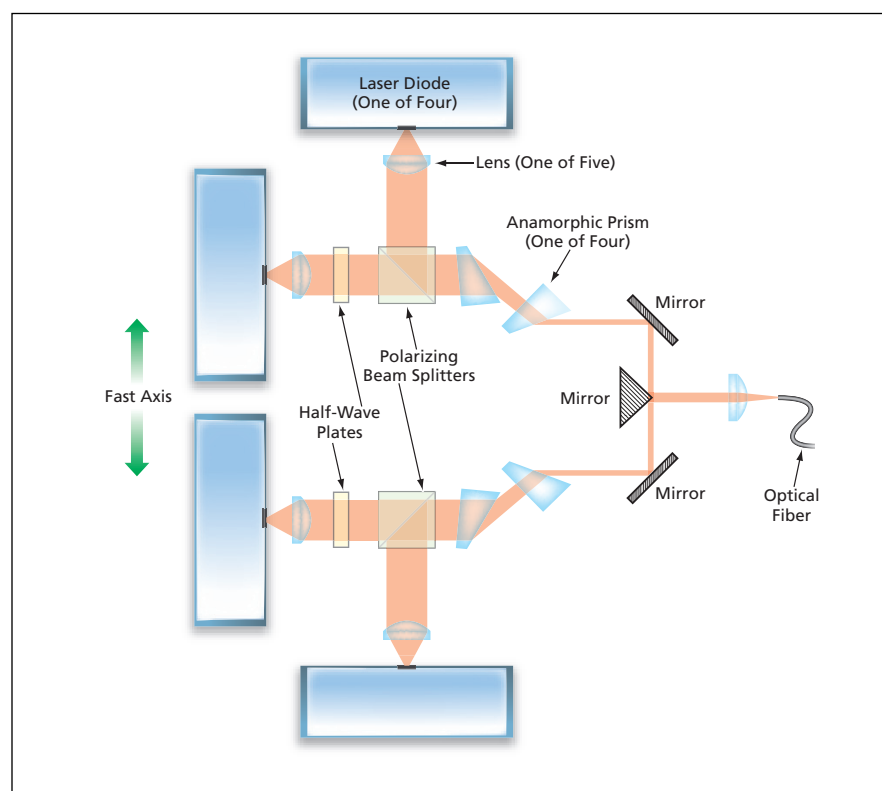 Laser Diode
(One of Four)
Lens (One of Five)
Anamorphic Prism
(One of Four)
Mirror
Polarizing
Beam Splitters
Fast Axis
Mirror
Half-Wave
Plates
Mirror
Optical
Fiber